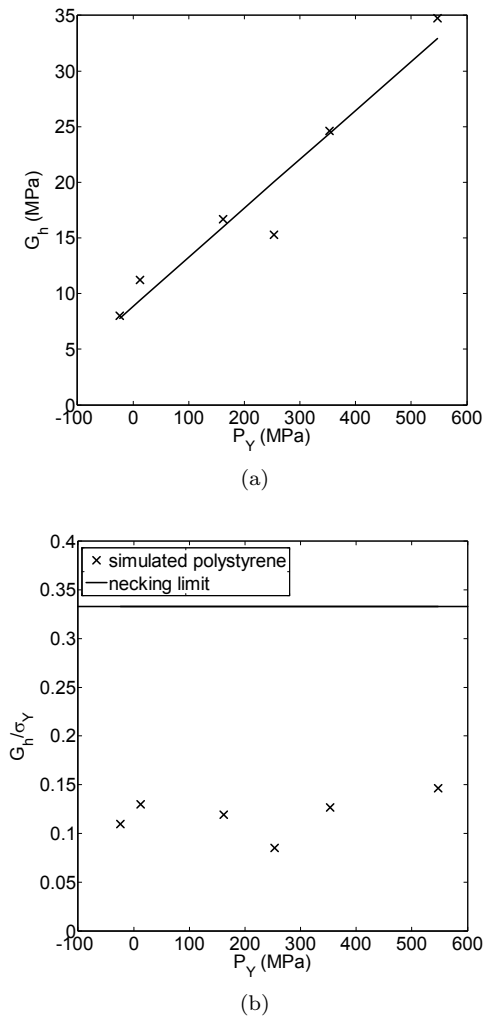 35
30
25
20
15
10
5
0
G_h (MPa)
-100 0 100 200 300 400 500 600
P_Y (MPa)
(a)
0.4
0.35
0.3
0.25
0.2
0.15
0.1
0.05
0
simulated polystyrene
necking limit
G_h/σ_Y
-100 0 100 200 300 400 500 600
P_Y (MPa)
(b)